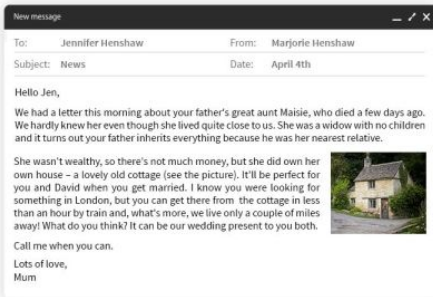 New message
To: Jennifer Henshaw From: Marjorie Henshaw
Subject: News Date: April 4th
Hello Jen,
We had a letter this morning about your father's great aunt Maisie, who died a few days ago.
We hardly knew her even though she lived quite close to us. She was a widow with no children
and it turns out your father inherits everything because he was her nearest relative.
She wasn't wealthy, so there's not much money, but she did own her
own house – a lovely old cottage (see the picture). It'll be perfect for
you and David when you get married. I know you were looking for
something in London, but you can get there from the cottage in less
than an hour by train and, what's more, we live only a couple of miles
away! What do you think? It can be our wedding present to you both.
Call me when you can.
Lots of love,
Mum